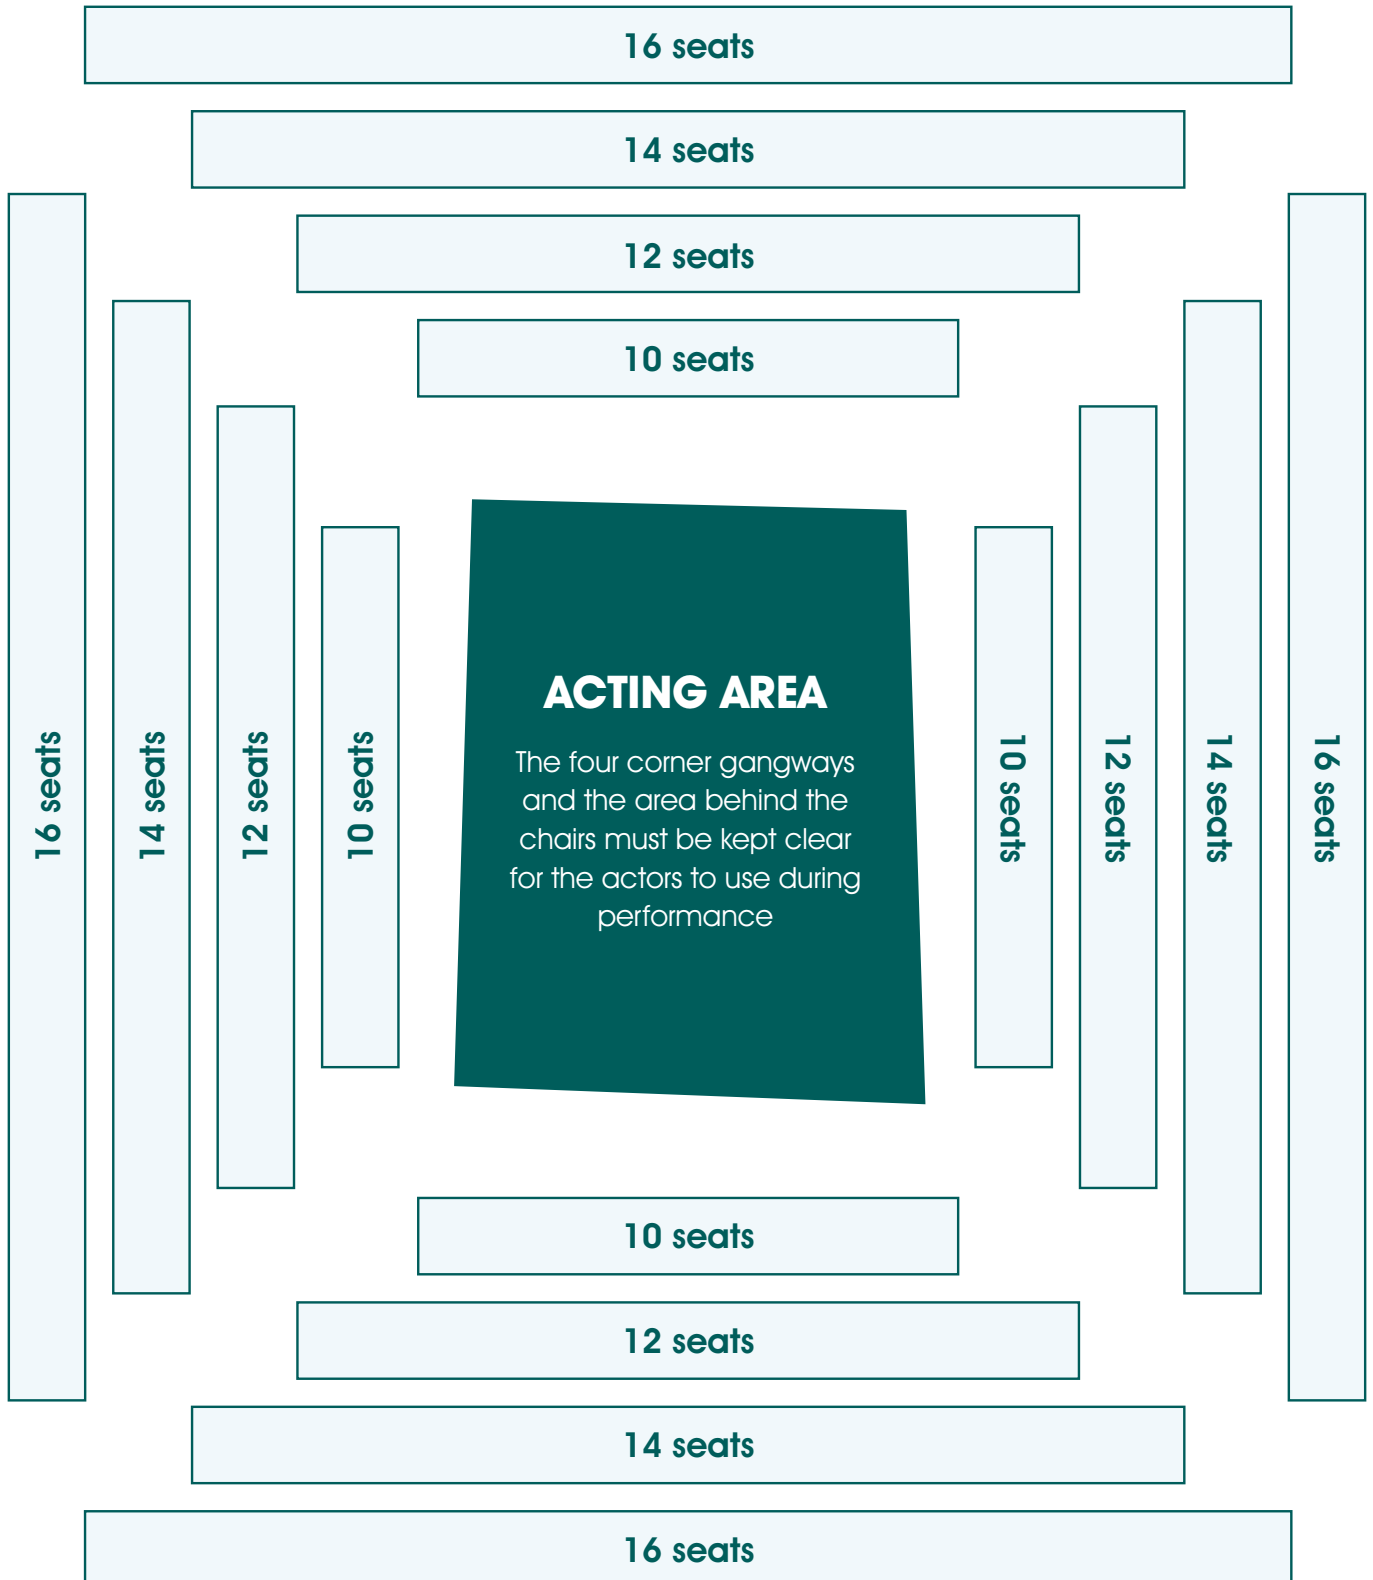 16 seats
14 seats
12 seats
10 seats
16 seats
14 seats
12 seats
10 seats
ACTING AREA
The four corner gangways
and the area behind the
chairs must be kept clear
for the actors to use during
performance
10 seats
12 seats
14 seats
16 seats
10 seats
12 seats
14 seats
16 seats